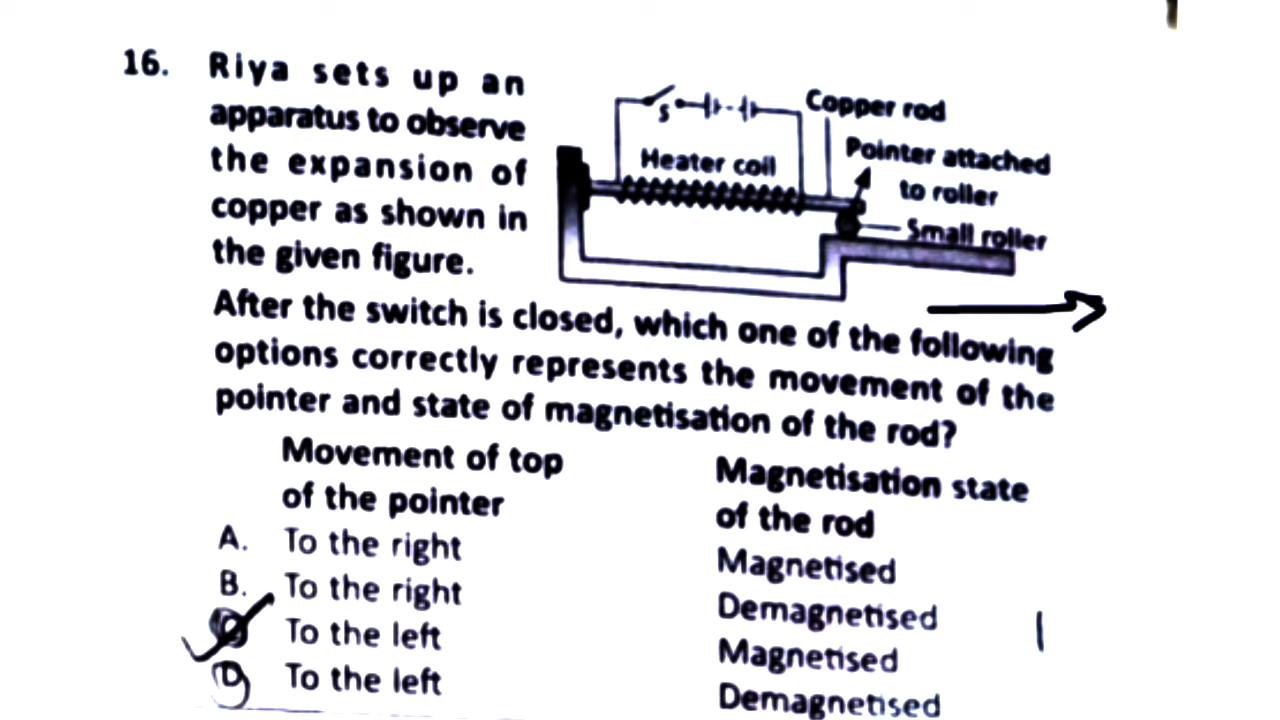 16. Riya sets up an
apparatus to observe
the expansion of
copper as shown in
the given figure.
S
Copper rod
Heater coil
Pointer attached
to roller
Small roller
After the switch is closed, which one of the following
options correctly represents the movement of the
pointer and state of magnetisation of the rod?
Movement of top
of the pointer
Magnetisation state
of the rod
A. To the right Magnetised
B. To the right Demagnetised
C To the left Magnetised
D To the left Demagnetised